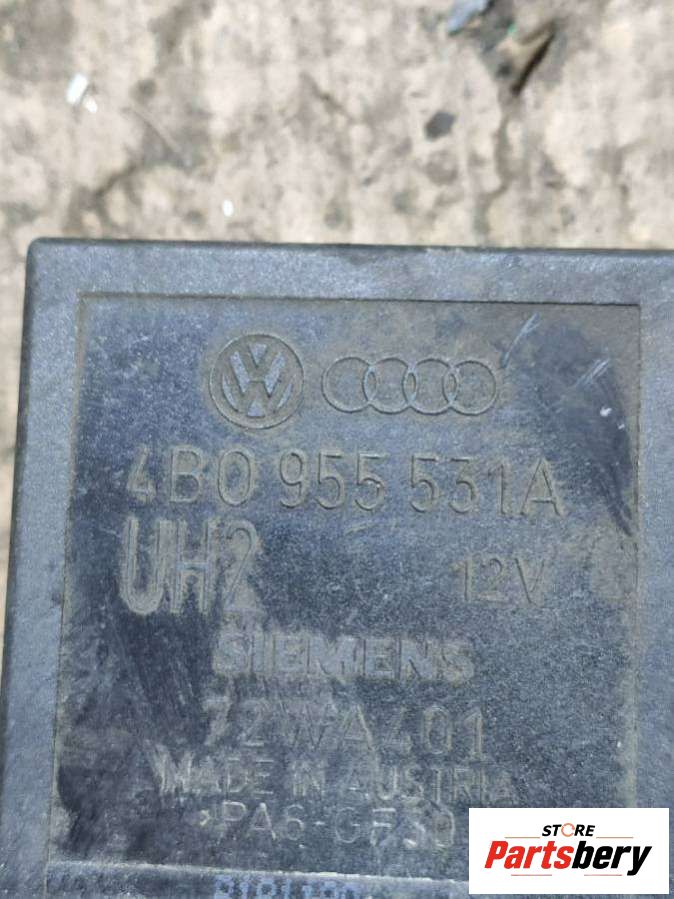 4B0 955 531A
UH2 12V
SIEMENS
72WA401
MADE IN AUSTRIA
>PA6-GF30
STORE
Partsbery